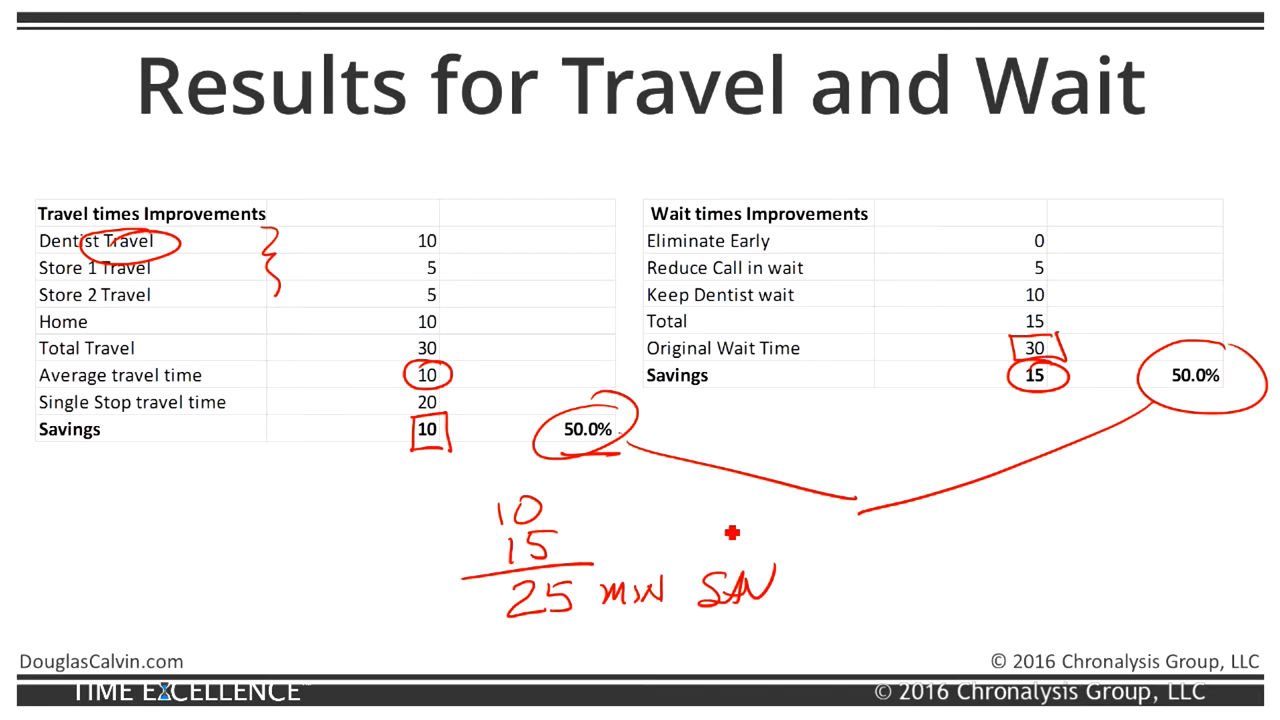 Results for Travel and Wait
Travel times Improvements
Dentist Travel 10
Store 1 Travel 5
Store 2 Travel 5
Home 10
Total Travel 30
Average travel time 10
Single Stop travel time 20
Savings 10 50.0%
Wait times Improvements
Eliminate Early 0
Reduce Call in wait 5
Keep Dentist wait 10
Total 15
Original Wait Time 30
Savings 15 50.0%
10
15
25 MIN SAV
DouglasCalvin.com
© 2016 Chronalysis Group, LLC
TIME EXCELLENCE™
© 2016 Chronalysis Group, LLC